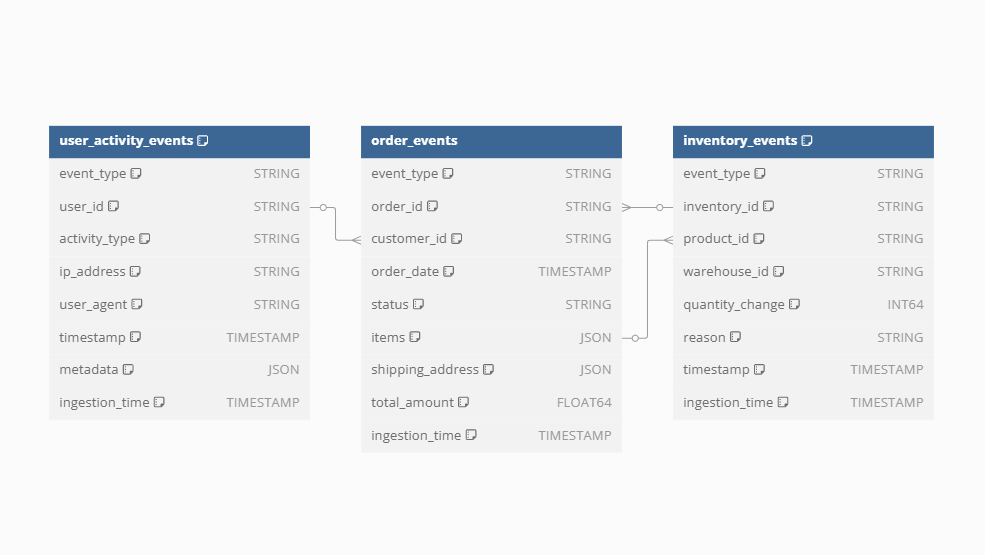 user_activity_events
event_type STRING
user_id STRING
activity_type STRING
ip_address STRING
user_agent STRING
timestamp TIMESTAMP
metadata JSON
ingestion_time TIMESTAMP
order_events
event_type STRING
order_id STRING
customer_id STRING
order_date TIMESTAMP
status STRING
items JSON
shipping_address JSON
total_amount FLOAT64
ingestion_time TIMESTAMP
inventory_events
event_type STRING
inventory_id STRING
product_id STRING
warehouse_id STRING
quantity_change INT64
reason STRING
timestamp TIMESTAMP
ingestion_time TIMESTAMP